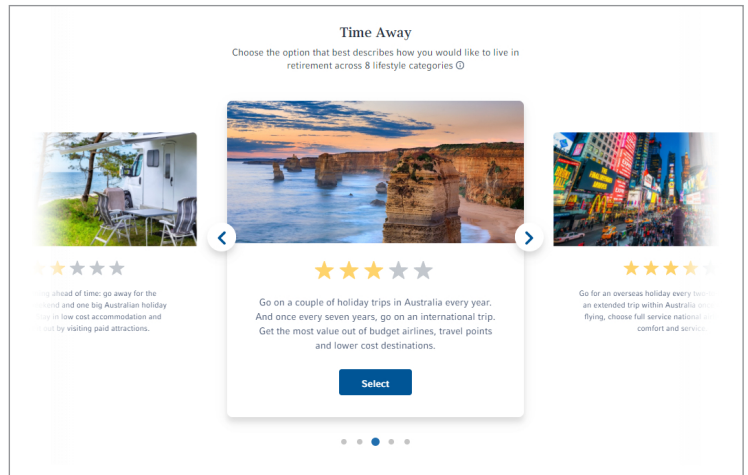 Time Away
Choose the option that best describes how you would like to live in
retirement across 8 lifestyle categories
ahead of time: go away for the
and one big Australian holiday
in low cost accommodation and
out by visiting paid attractions.
Go on a couple of holiday trips in Australia every year.
And once every seven years, go on an international trip.
Get the most value out of budget airlines, travel points
and lower cost destinations.
Select
Go for an overseas holiday every
an extended trip within Australia
flying, choose full service national
comfort and service.